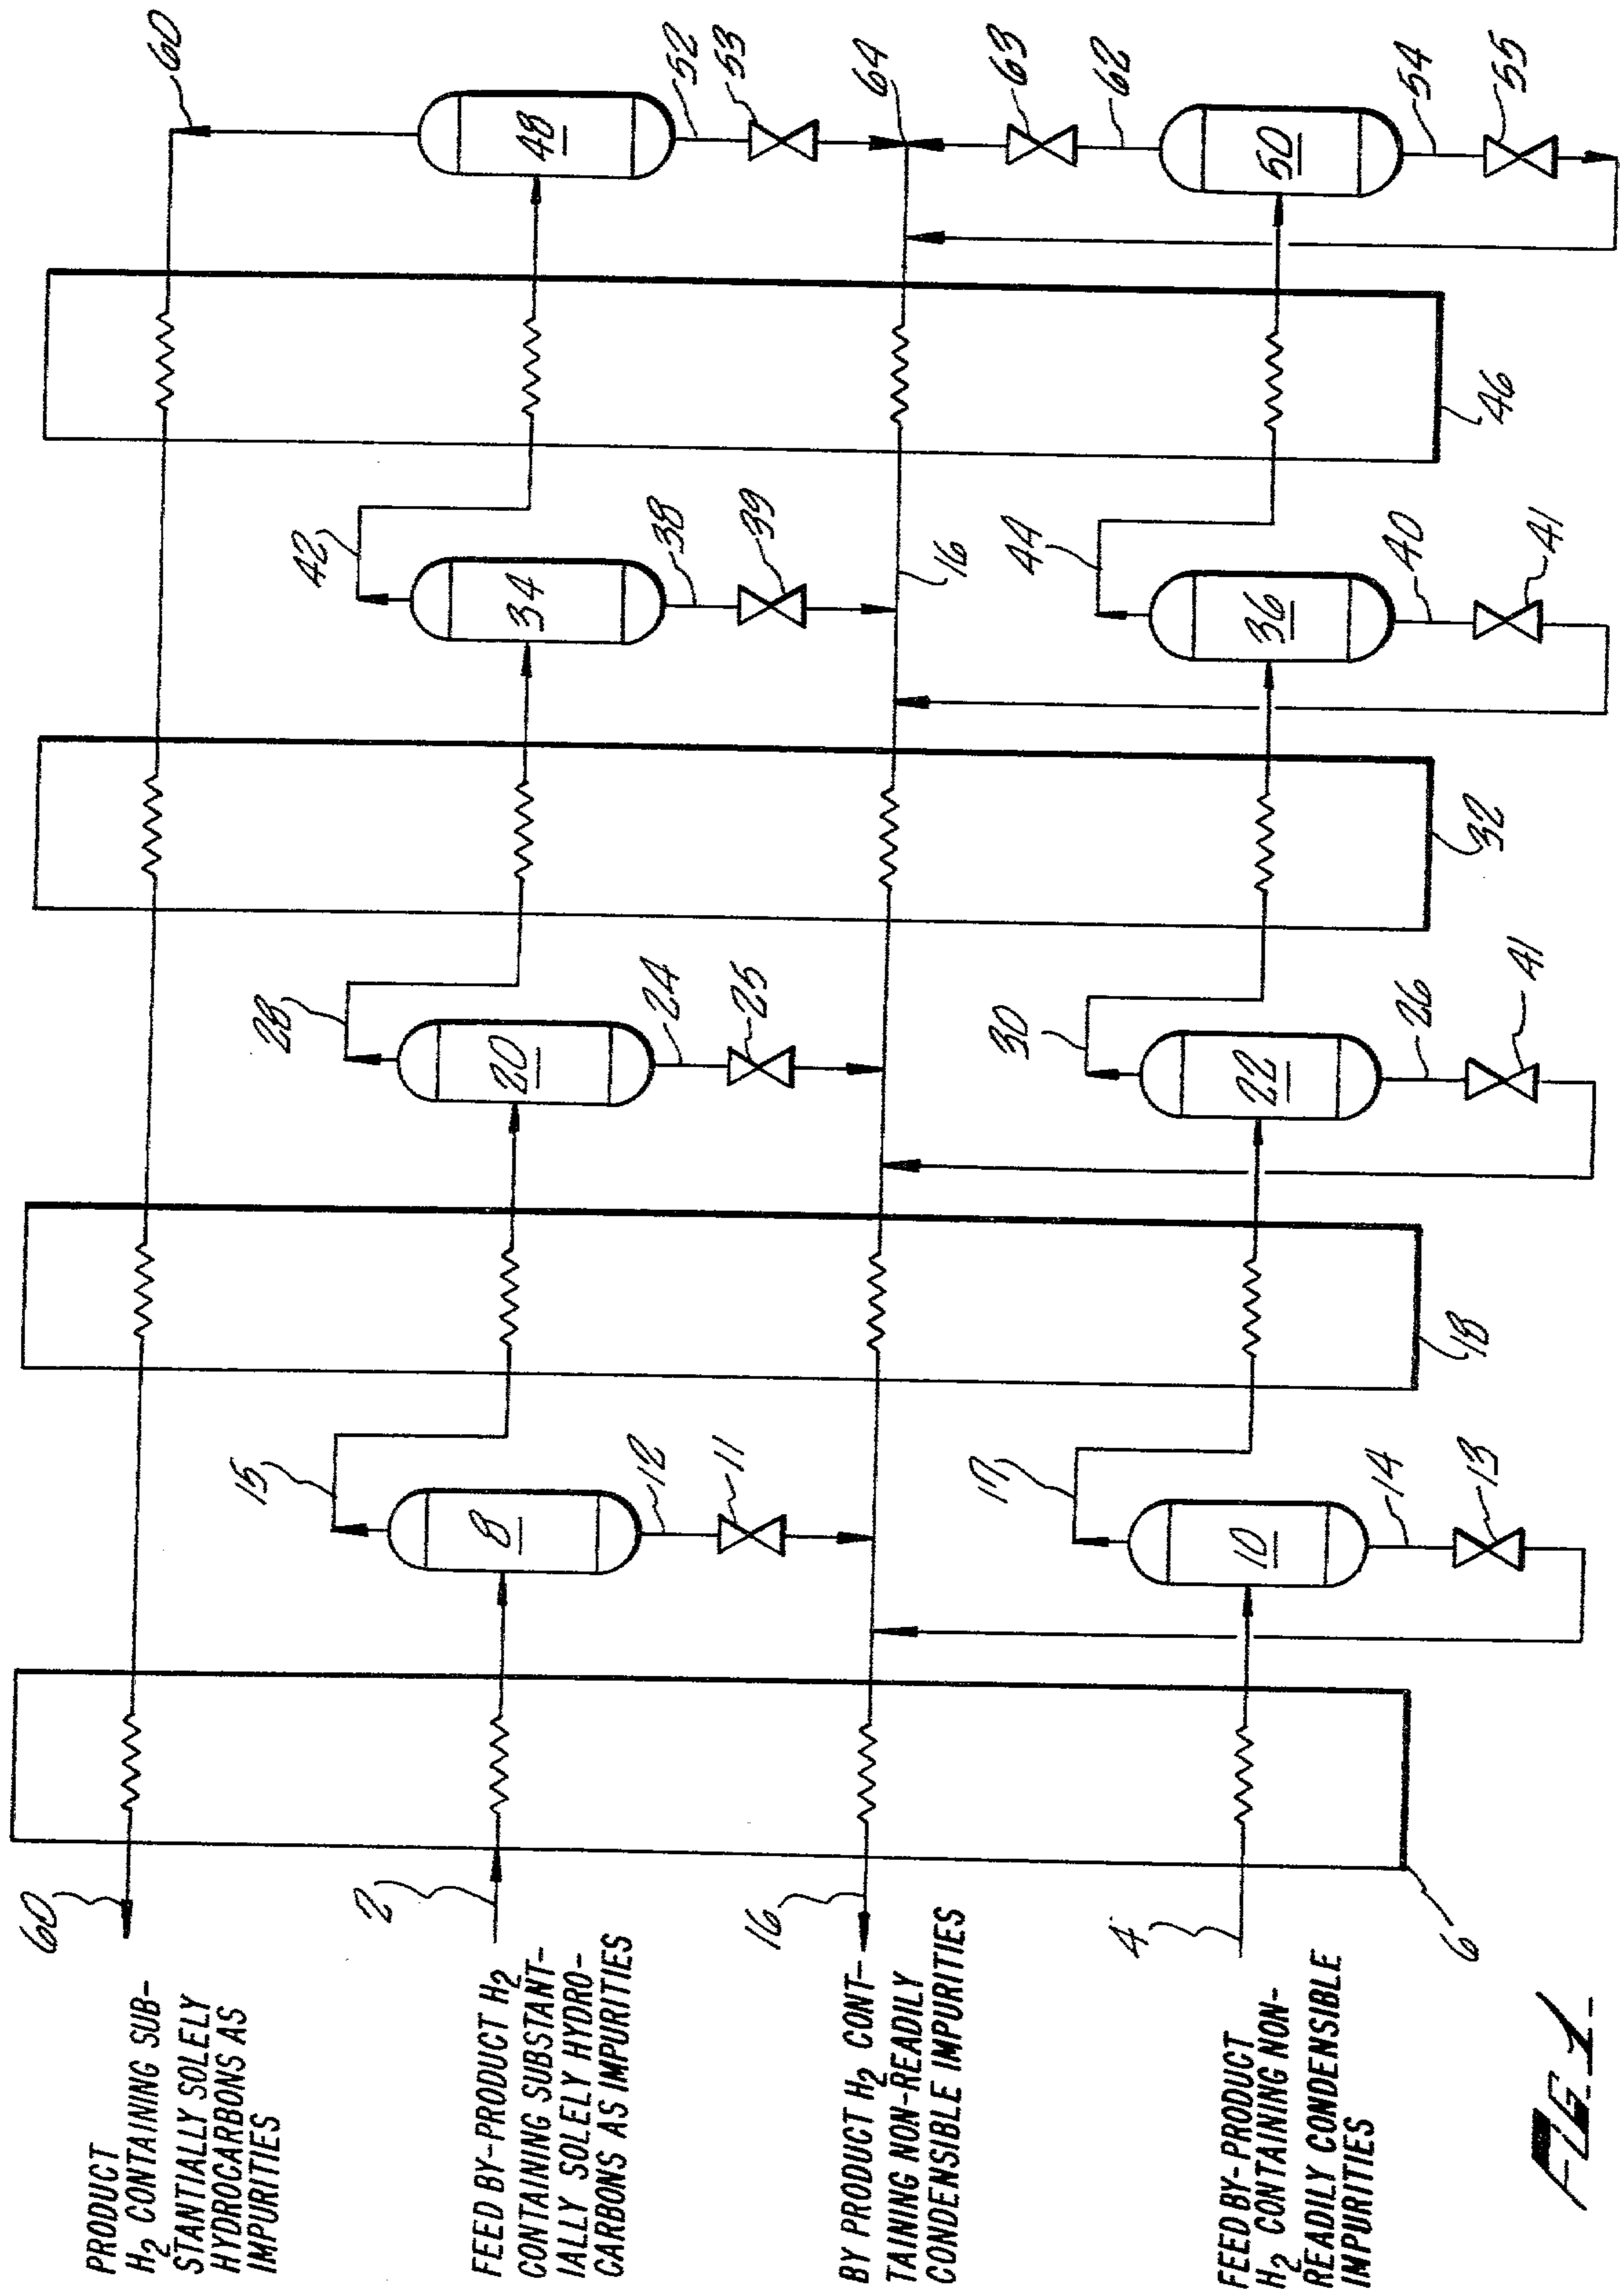 60
PRODUCT
H2 CONTAINING SUB-
STANTIALLY SOLELY
HYDROCARBONS AS
IMPURITIES
60
2
FEED BY-PRODUCT H2
CONTAINING SUBSTANT-
IALLY SOLELY HYDRO-
CARBONS AS IMPURITIES
16
BY PRODUCT H2 CONT-
TAINING NON-READILY
CONDENSIBLE IMPURITIES
4
FEED BY-PRODUCT
H2 CONTAINING NON-
READILY CONDENSIBLE
IMPURITIES
6
15
8
12
11
17
10
14
13
18
28
20
24
25
30
22
26
41
32
42
34
38
39
16
44
36
40
41
46
48
52
53
64
63
62
50
54
55
FIG. 1.